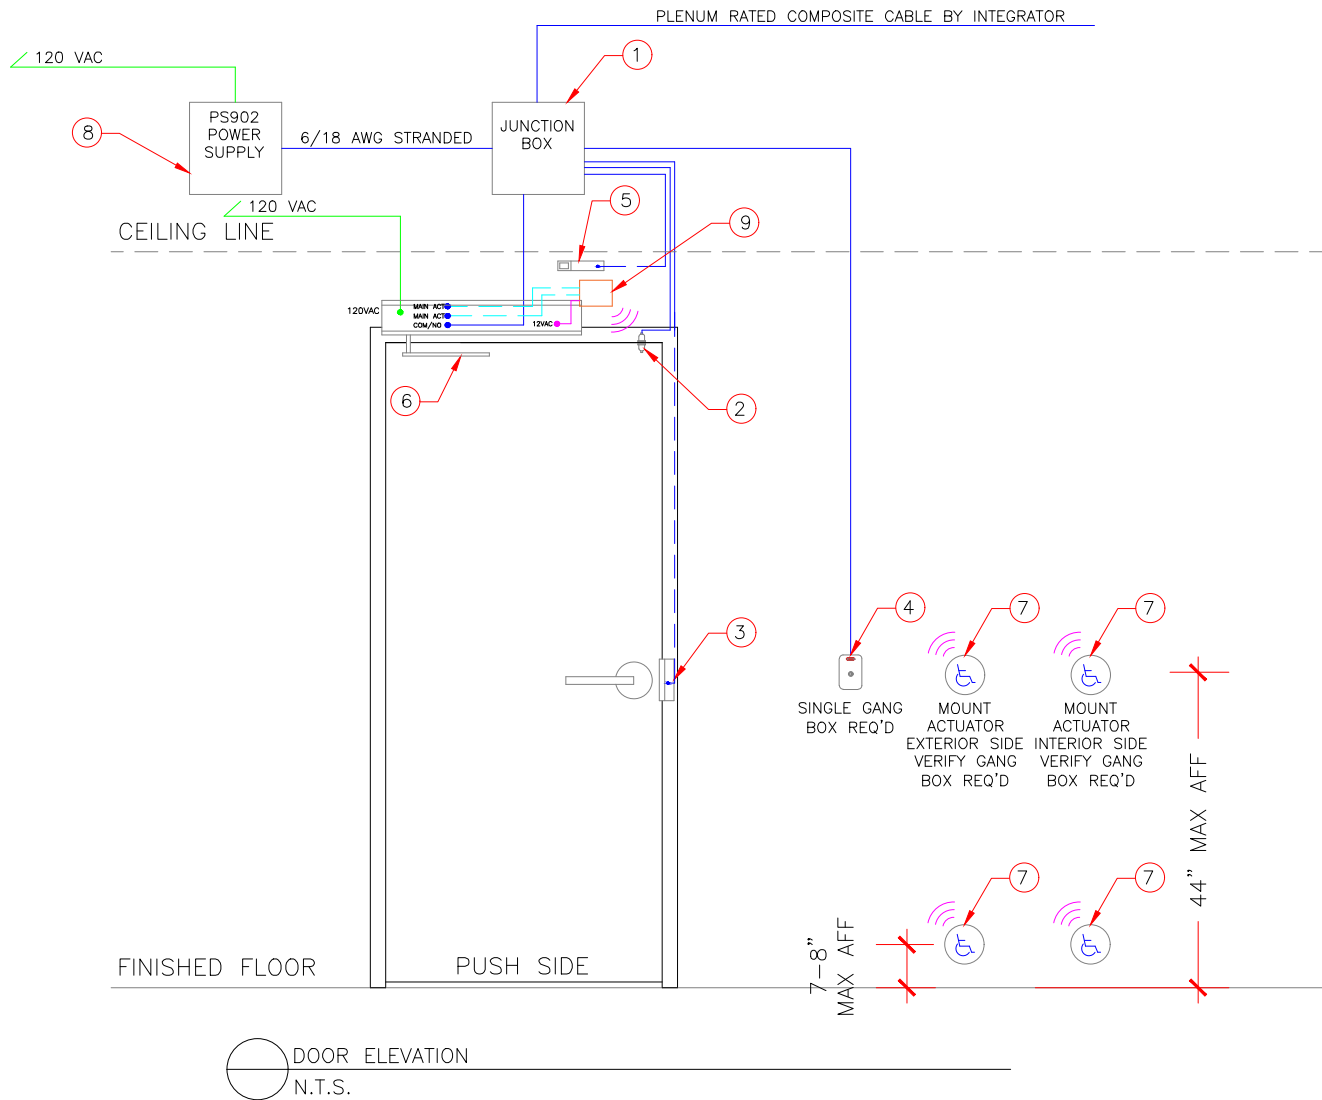 PLENUM RATED COMPOSITE CABLE BY INTEGRATOR
120 VAC
1
PS902
POWER
SUPPLY
8
6/18 AWG STRANDED
JUNCTION
BOX
120 VAC
5
9
CEILING LINE
120VAC
MAIN ACT
MAIN ACT
COM/NO
12VAC
6
2
3
4
7
7
SINGLE GANG
BOX REQ'D
MOUNT
ACTUATOR
EXTERIOR SIDE
VERIFY GANG
BOX REQ'D
MOUNT
ACTUATOR
INTERIOR SIDE
VERIFY GANG
BOX REQ'D
44" MAX AFF
7
7
7-8"
MAX AFF
FINISHED FLOOR
PUSH SIDE
DOOR ELEVATION
N.T.S.